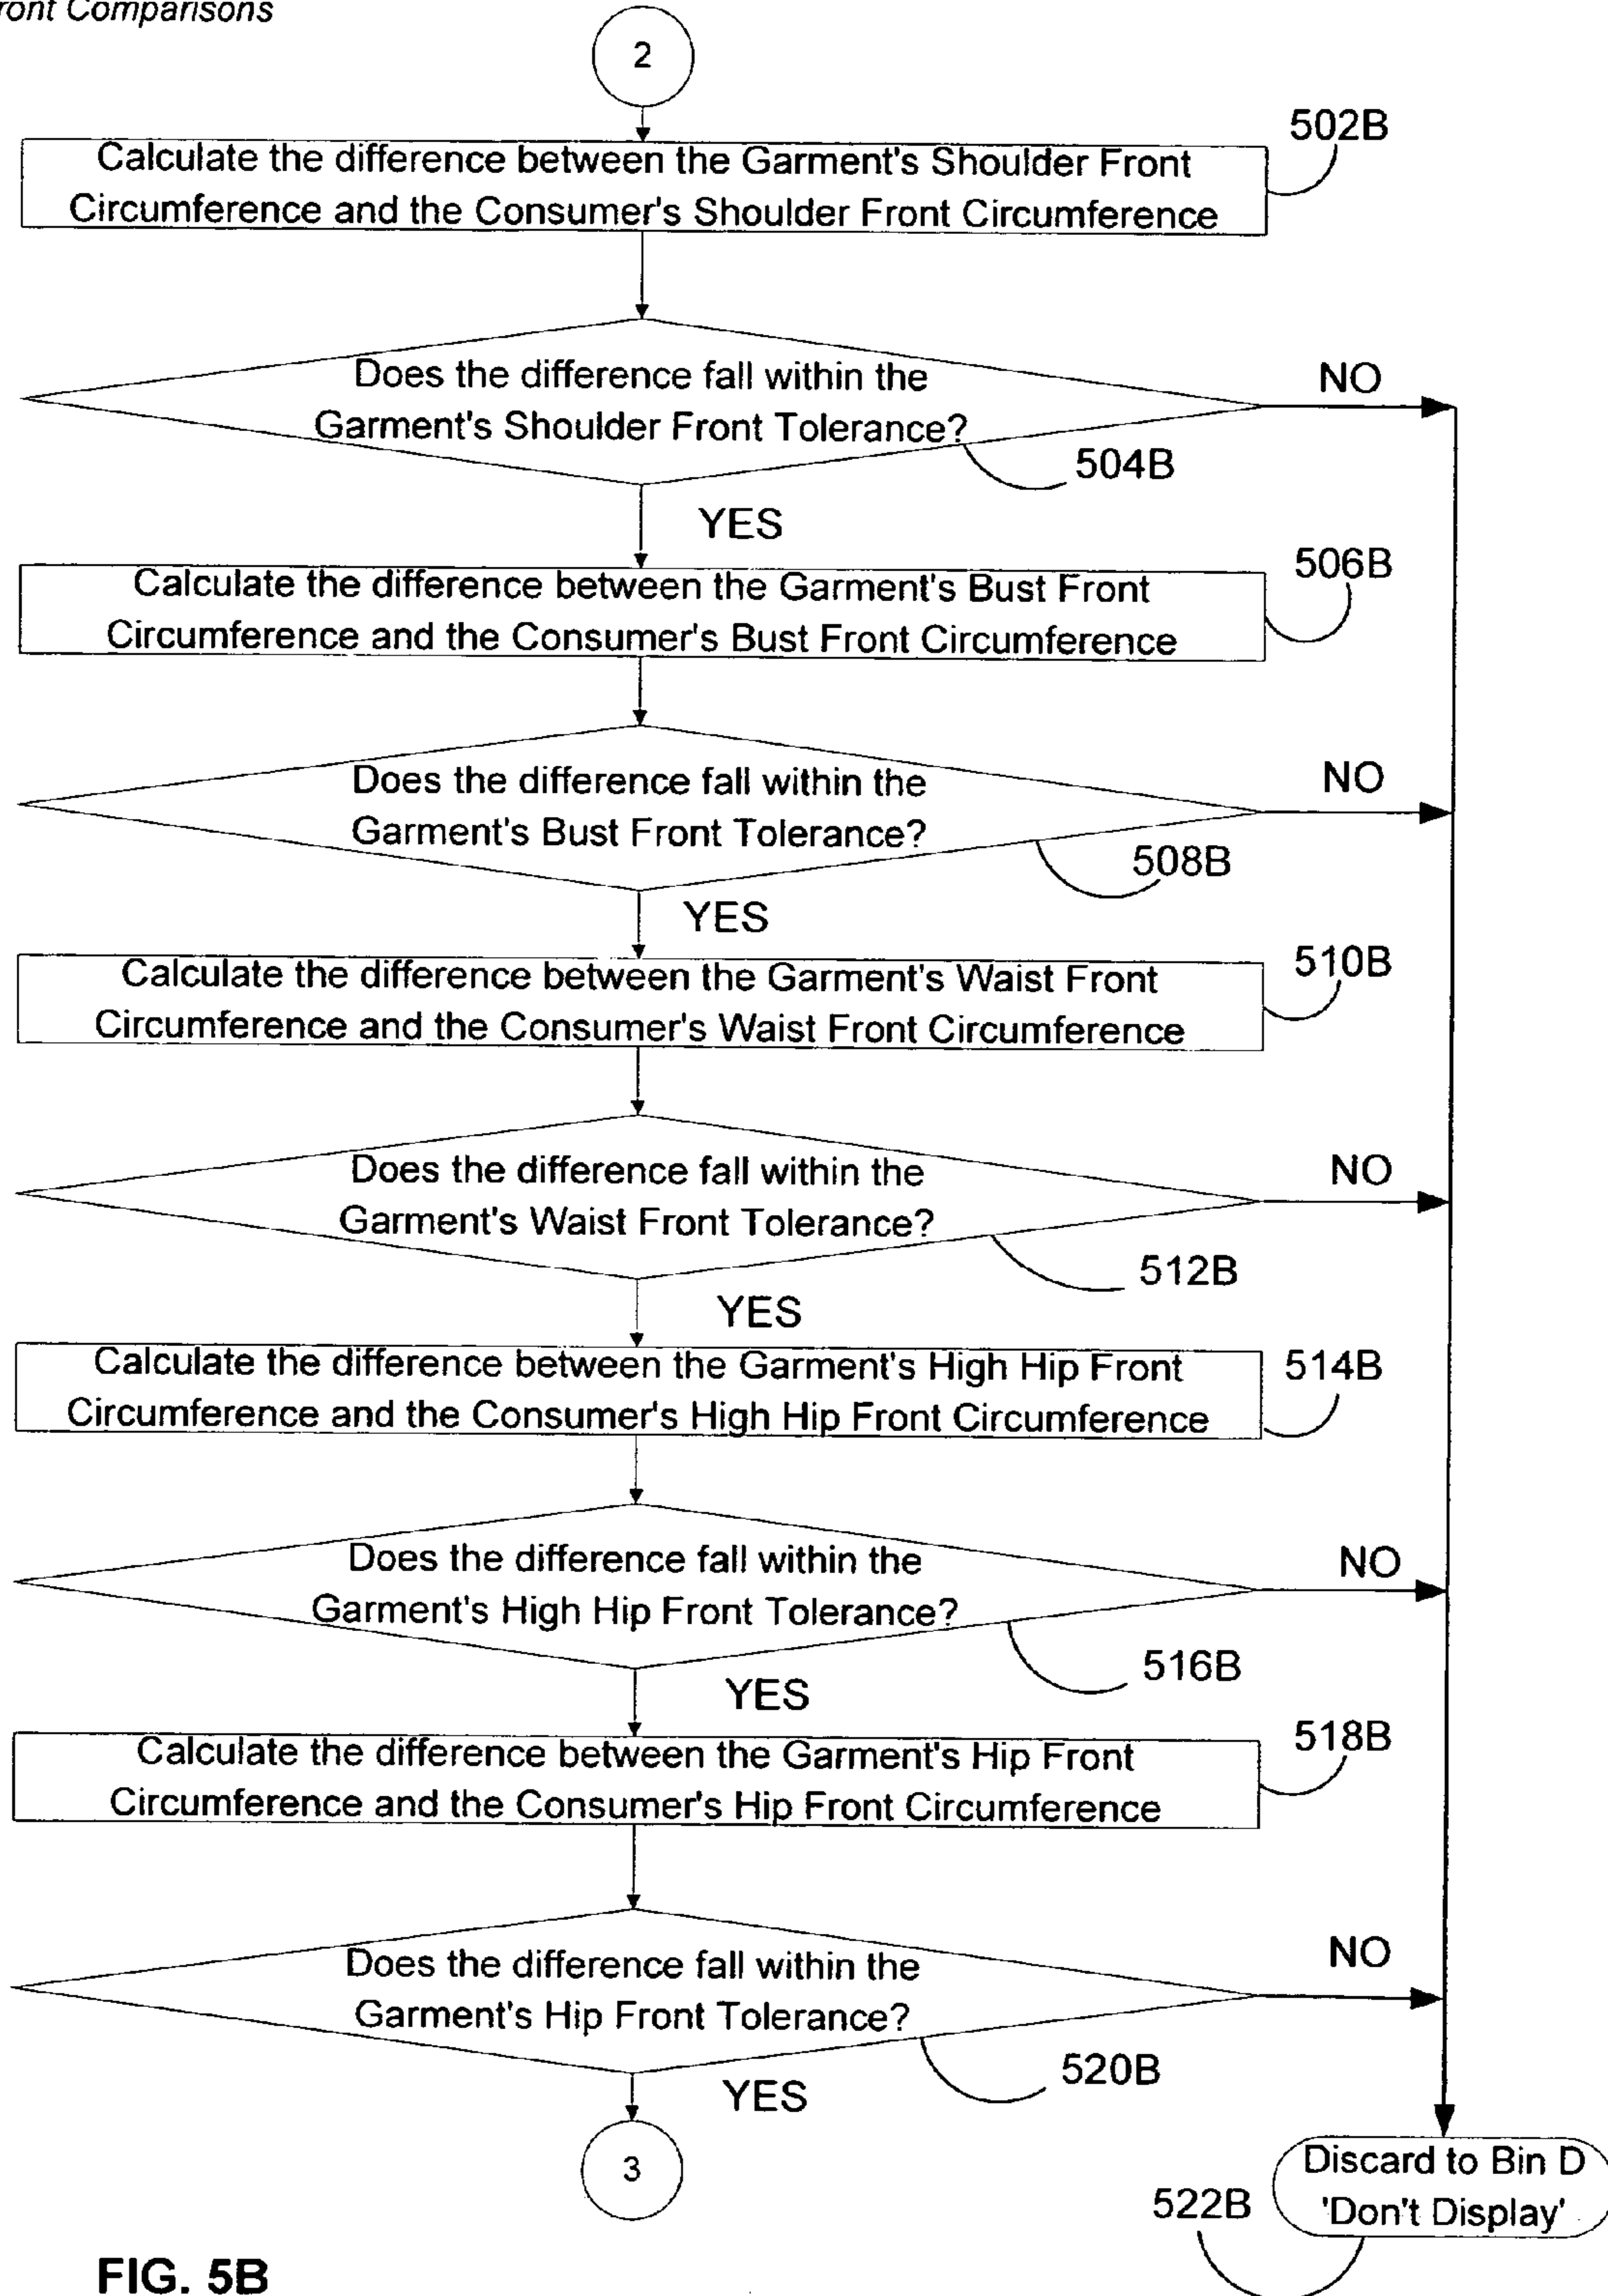 ront Comparisons
2
502B
Calculate the difference between the Garment's Shoulder Front
Circumference and the Consumer's Shoulder Front Circumference
Does the difference fall within the
Garment's Shoulder Front Tolerance?
NO
504B
YES
506B
Calculate the difference between the Garment's Bust Front
Circumference and the Consumer's Bust Front Circumference
Does the difference fall within the
Garment's Bust Front Tolerance?
NO
508B
YES
510B
Calculate the difference between the Garment's Waist Front
Circumference and the Consumer's Waist Front Circumference
Does the difference fall within the
Garment's Waist Front Tolerance?
NO
512B
YES
514B
Calculate the difference between the Garment's High Hip Front
Circumference and the Consumer's High Hip Front Circumference
Does the difference fall within the
Garment's High Hip Front Tolerance?
NO
516B
YES
518B
Calculate the difference between the Garment's Hip Front
Circumference and the Consumer's Hip Front Circumference
Does the difference fall within the
Garment's Hip Front Tolerance?
NO
520B
YES
3
Discard to Bin D
'Don't Display'
522B
FIG. 5B